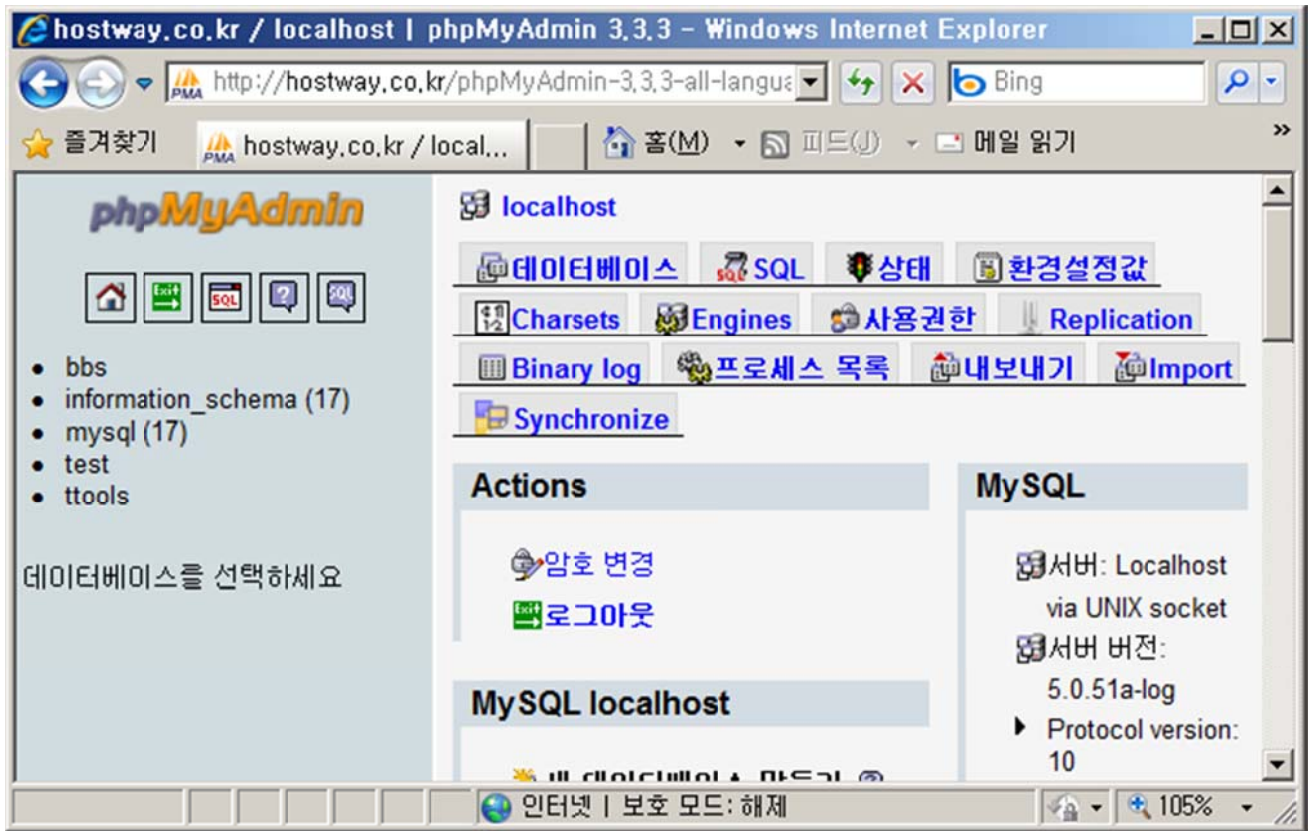 hostway.co.kr / localhost | phpMyAdmin 3.3.3 - Windows Internet Explorer
http://hostway.co.kr/phpMyAdmin-3.3.3-all-langua
Bing
즐겨찾기
hostway.co.kr / local...
홈(M)
피드(J)
메일 읽기
»
phpMyAdmin
Exit
SQL
?
SQL
bbs
information_schema (17)
mysql (17)
test
ttools
데이터베이스를 선택하세요
localhost
데이터베이스
SQL
상태
환경설정값
Charsets
Engines
사용권한
Replication
Binary log
프로세스 목록
내보내기
Import
Synchronize
Actions
암호 변경
로그아웃
MySQL localhost
MySQL
서버: Localhost
via UNIX socket
서버 버전:
5.0.51a-log
Protocol version:
10
인터넷 | 보호 모드: 해제
105%